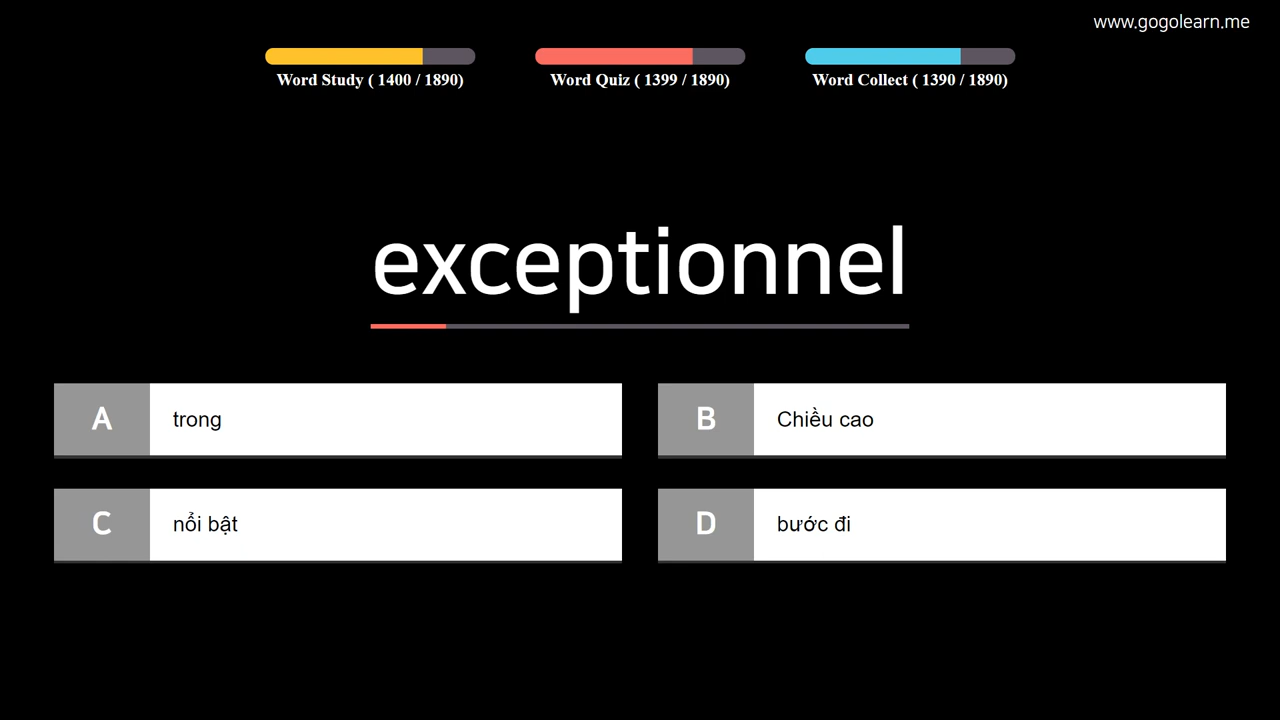 www.gogolearn.me
Word Study ( 1400 / 1890)
Word Quiz ( 1399 / 1890)
Word Collect ( 1390 / 1890)
exceptionnel
A trong
B Chiều cao
C nổi bật
D bước đi